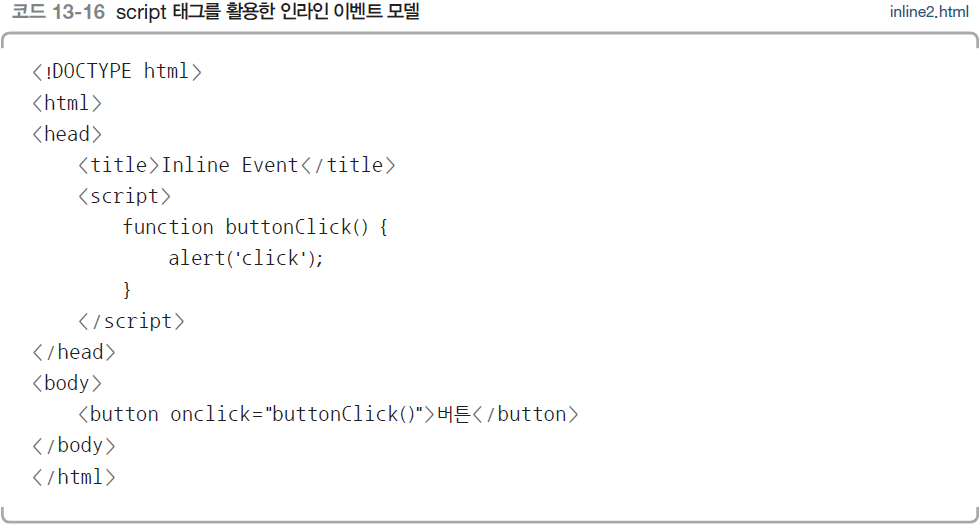 코드 13-16 script 태그를 활용한 인라인 이벤트 모델 inline2.html
<!DOCTYPE html>
<html>
<head>
    <title>Inline Event</title>
    <script>
        function buttonClick() {
            alert('click');
        }
    </script>
</head>
<body>
    <button onclick="buttonClick()">버튼</button>
</body>
</html>